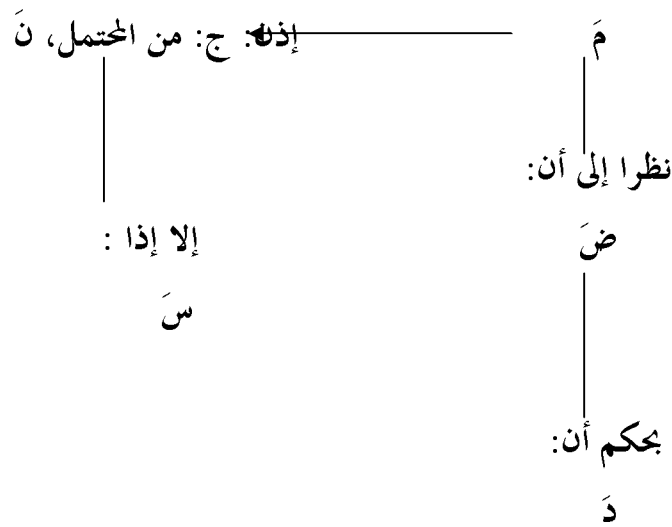 مَ إذن: ج: من المحتمل، نَ
نظرا إلى أن:
ضَ إلا إذا :
سَ
بحكم أن:
دَ